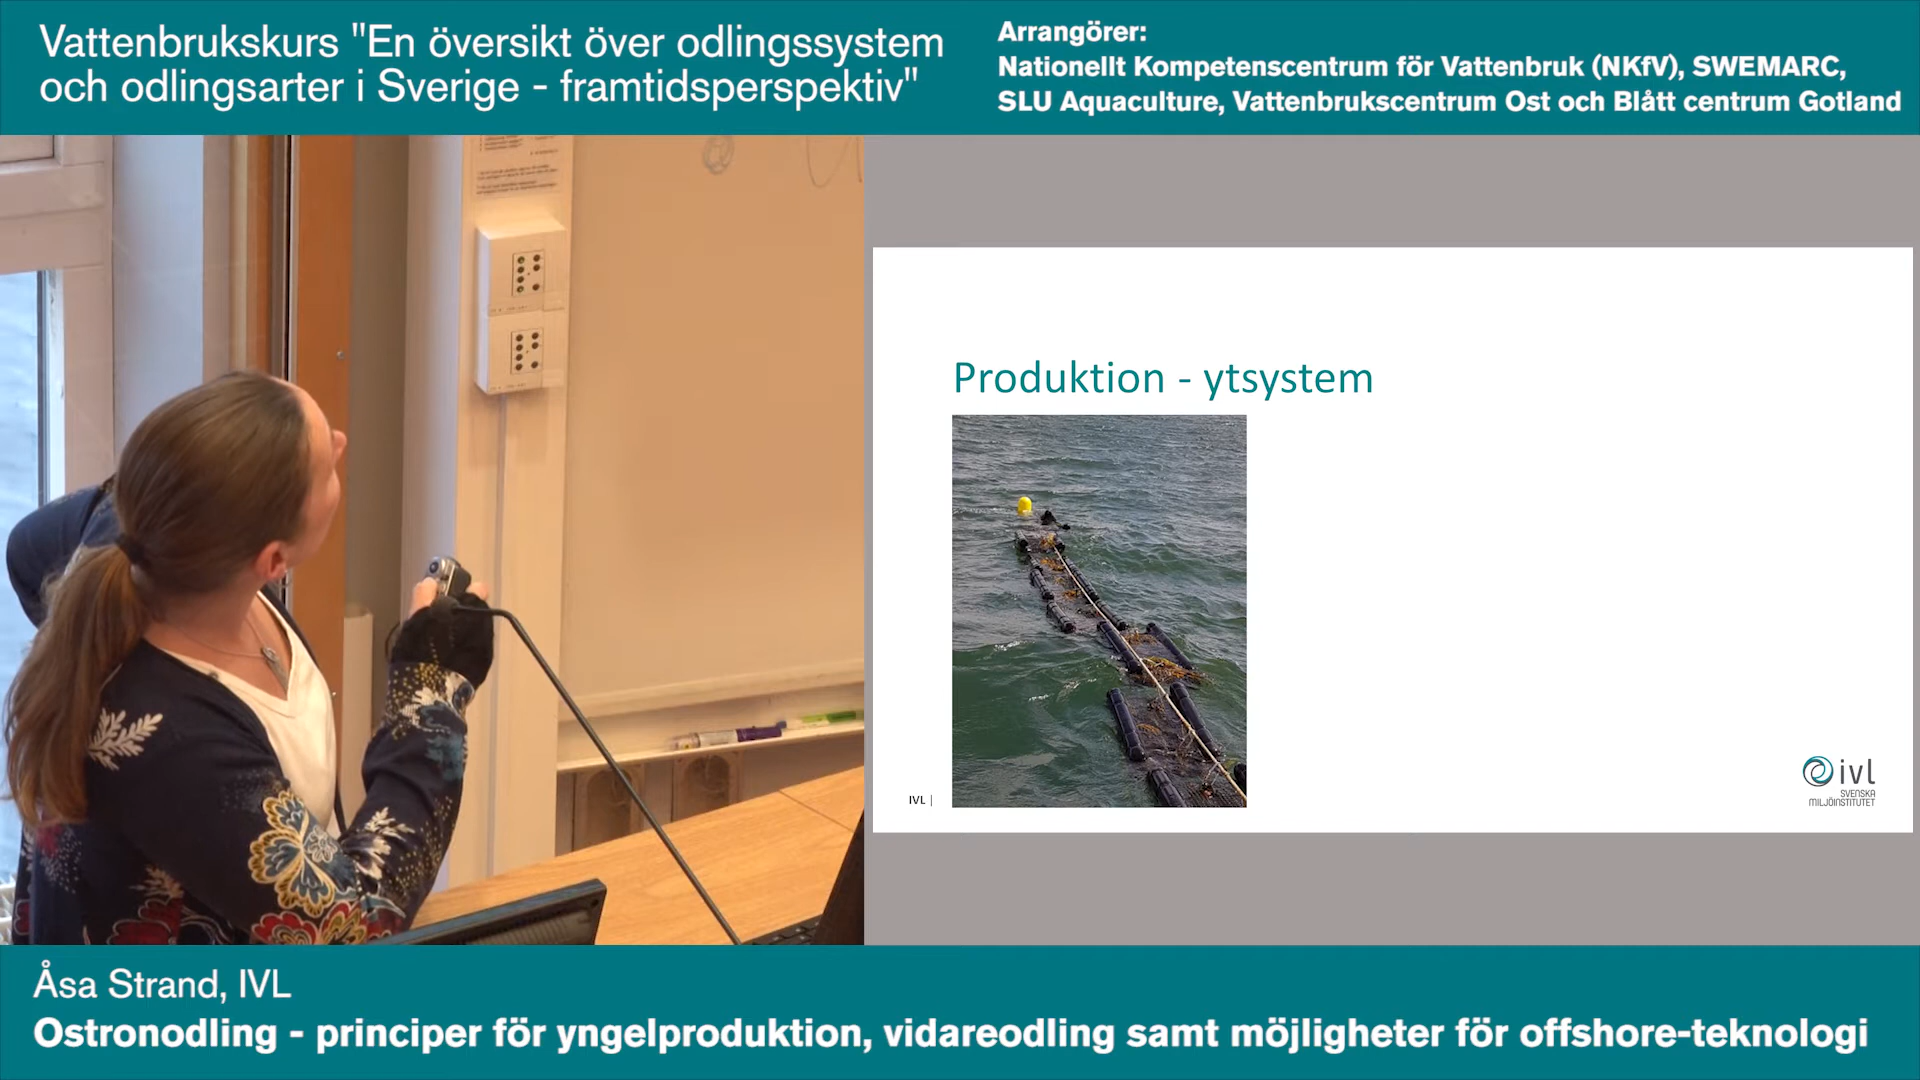 Vattenbrukskurs "En översikt över odlingssystem
och odlingsarter i Sverige - framtidsperspektiv"
Arrangörer:
Nationellt Kompetenscentrum för Vattenbruk (NKfV), SWEMARC,
SLU Aquaculture, Vattenbrukscentrum Ost och Blått centrum Gotland
Produktion - ytsystem
IVL |
ivl
SVENSKA
MILJÖINSTITUTET
Åsa Strand, IVL
Ostronodling - principer för yngelproduktion, vidareodling samt möjligheter för offshore-teknologi